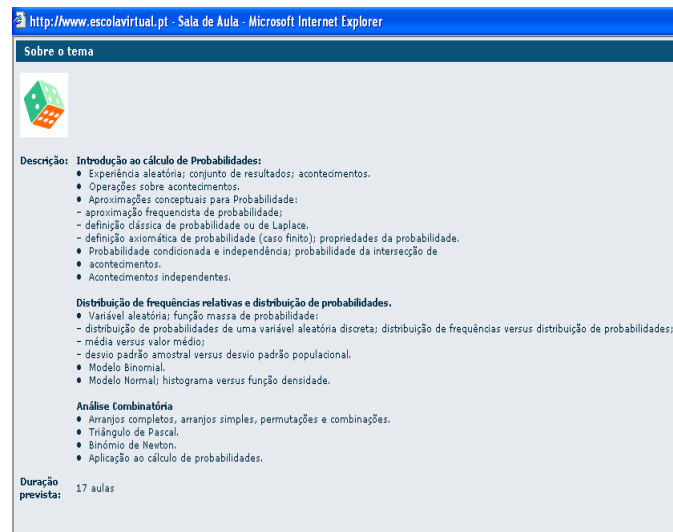 http://www.escolavirtual.pt - Sala de Aula - Microsoft Internet Explorer
Sobre o tema
Descrição: Introdução ao cálculo de Probabilidades:
• Experiência aleatória; conjunto de resultados; acontecimentos.
• Operações sobre acontecimentos.
• Aproximações conceptuais para Probabilidade:
- aproximação frequencista de probabilidade;
- definição clássica de probabilidade ou de Laplace.
- definição axiomática de probabilidade (caso finito); propriedades da probabilidade.
• Probabilidade condicionada e independência; probabilidade da intersecção de
• acontecimentos.
• Acontecimentos independentes.
Distribuição de frequências relativas e distribuição de probabilidades.
• Variável aleatória; função massa de probabilidade:
- distribuição de probabilidades de uma variável aleatória discreta; distribuição de frequências versus distribuição de probabilidades;
- média versus valor médio;
- desvio padrão amostral versus desvio padrão populacional.
• Modelo Binomial.
• Modelo Normal; histograma versus função densidade.
Análise Combinatória
• Arranjos completos, arranjos simples, permutações e combinações.
• Triângulo de Pascal.
• Binómio de Newton.
• Aplicação ao cálculo de probabilidades.
Duração
prevista: 17 aulas